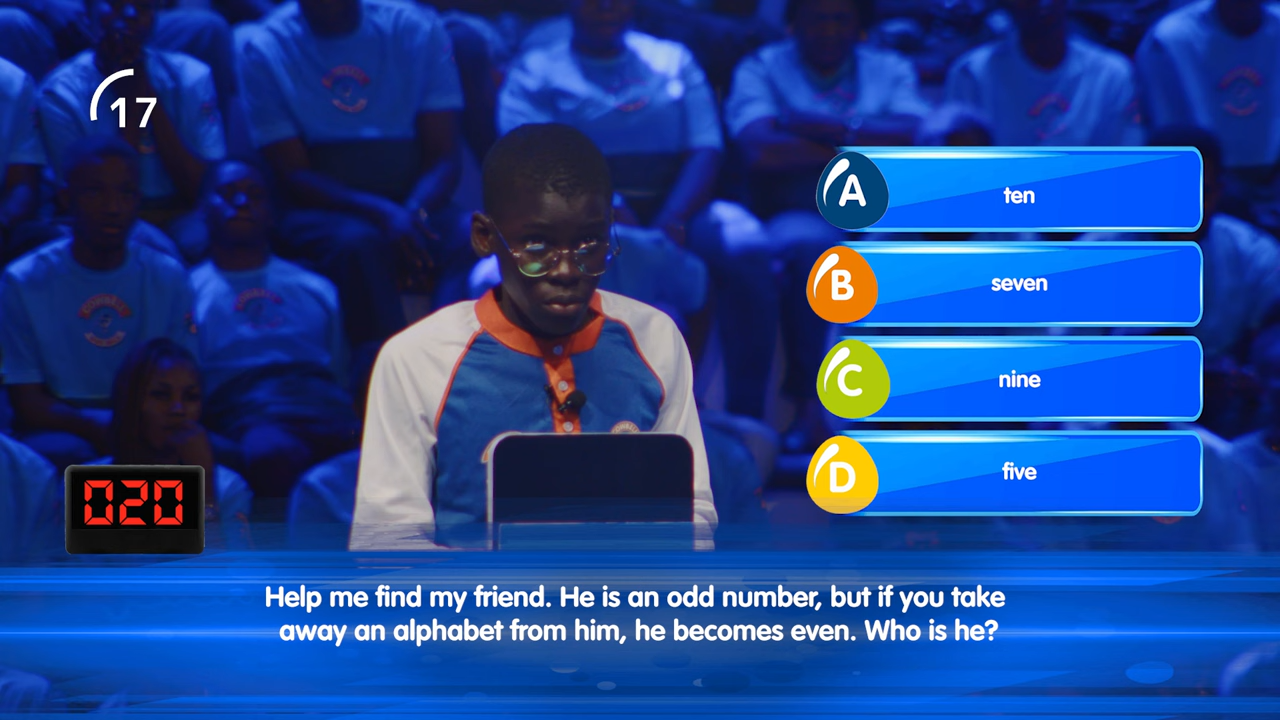 17
A ten
B seven
C nine
D five
020
Help me find my friend. He is an odd number, but if you take
away an alphabet from him, he becomes even. Who is he?